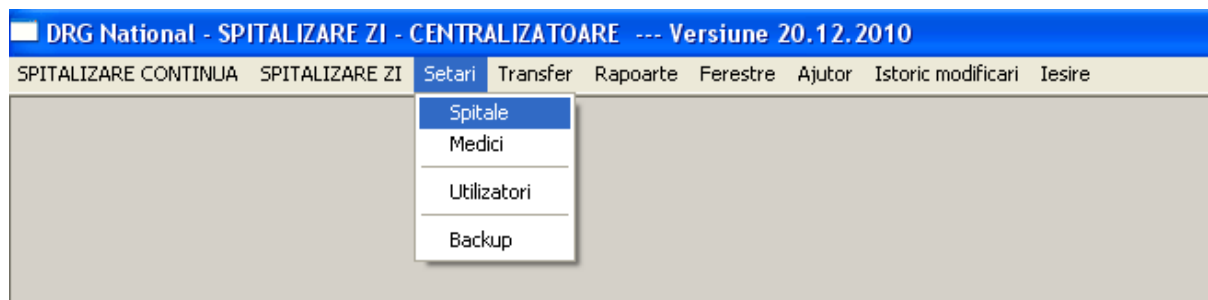 DRG National - SPITALIZARE ZI - CENTRALIZATOARE --- Versiune 20.12.2010
SPITALIZARE CONTINUA SPITALIZARE ZI Setari Transfer Rapoarte Ferestre Ajutor Istoric modificari Iesire
Spitale
Medici
Utilizatori
Backup